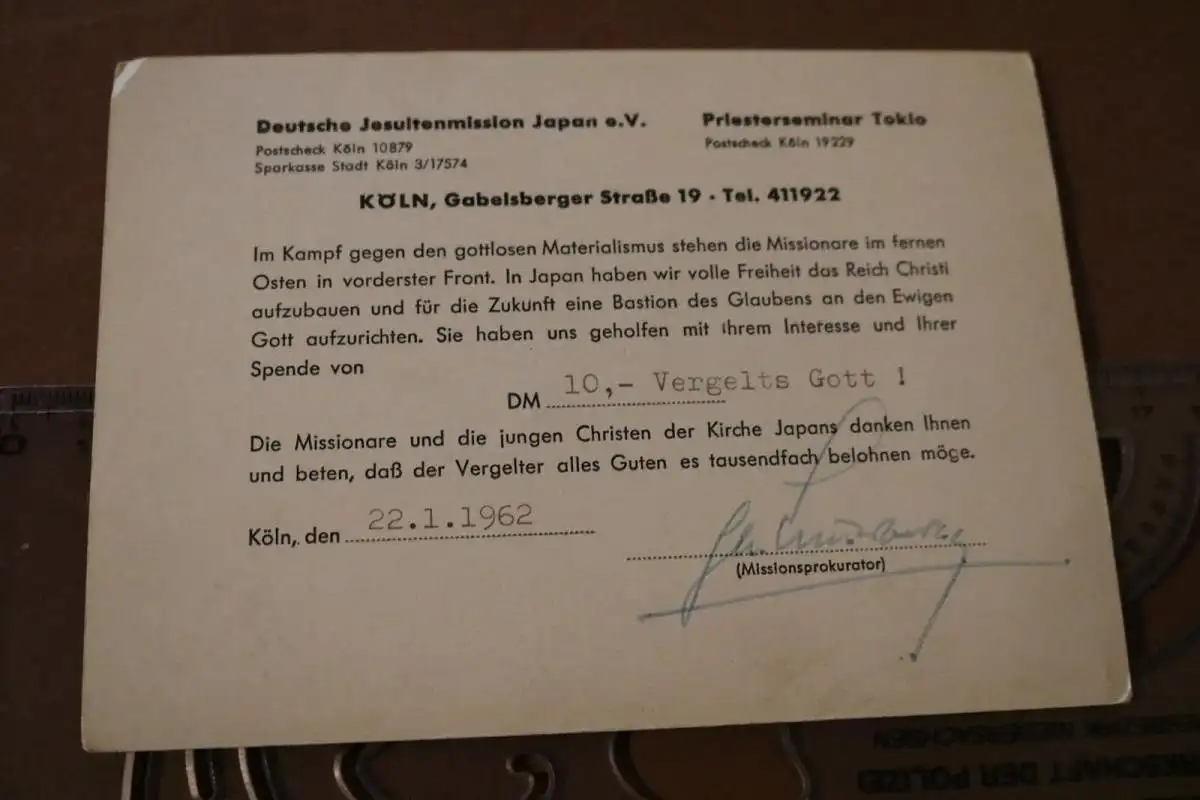 Deutsche Jesuitenmission Japan e.V.
Postscheck Köln 10879
Sparkasse Stadt Köln 3/17574
Priesterseminar Tokio
Postscheck Köln 19229
KÖLN, Gabelsberger Straße 19 · Tel. 411922
Im Kampf gegen den gottlosen Materialismus stehen die Missionare im fernen
Osten in vorderster Front. In Japan haben wir volle Freiheit das Reich Christi
aufzubauen und für die Zukunft eine Bastion des Glaubens an den Ewigen
Gott aufzurichten. Sie haben uns geholfen mit Ihrem Interesse und Ihrer
Spende von
DM 10,- Vergelts Gott !
Die Missionare und die jungen Christen der Kirche Japans danken Ihnen
und beten, daß der Vergelter alles Guten es tausendfach belohnen möge.
Köln, den 22.1.1962
(Missionsprokurator)
NIEDERSACHSEN
DER POLIZEI